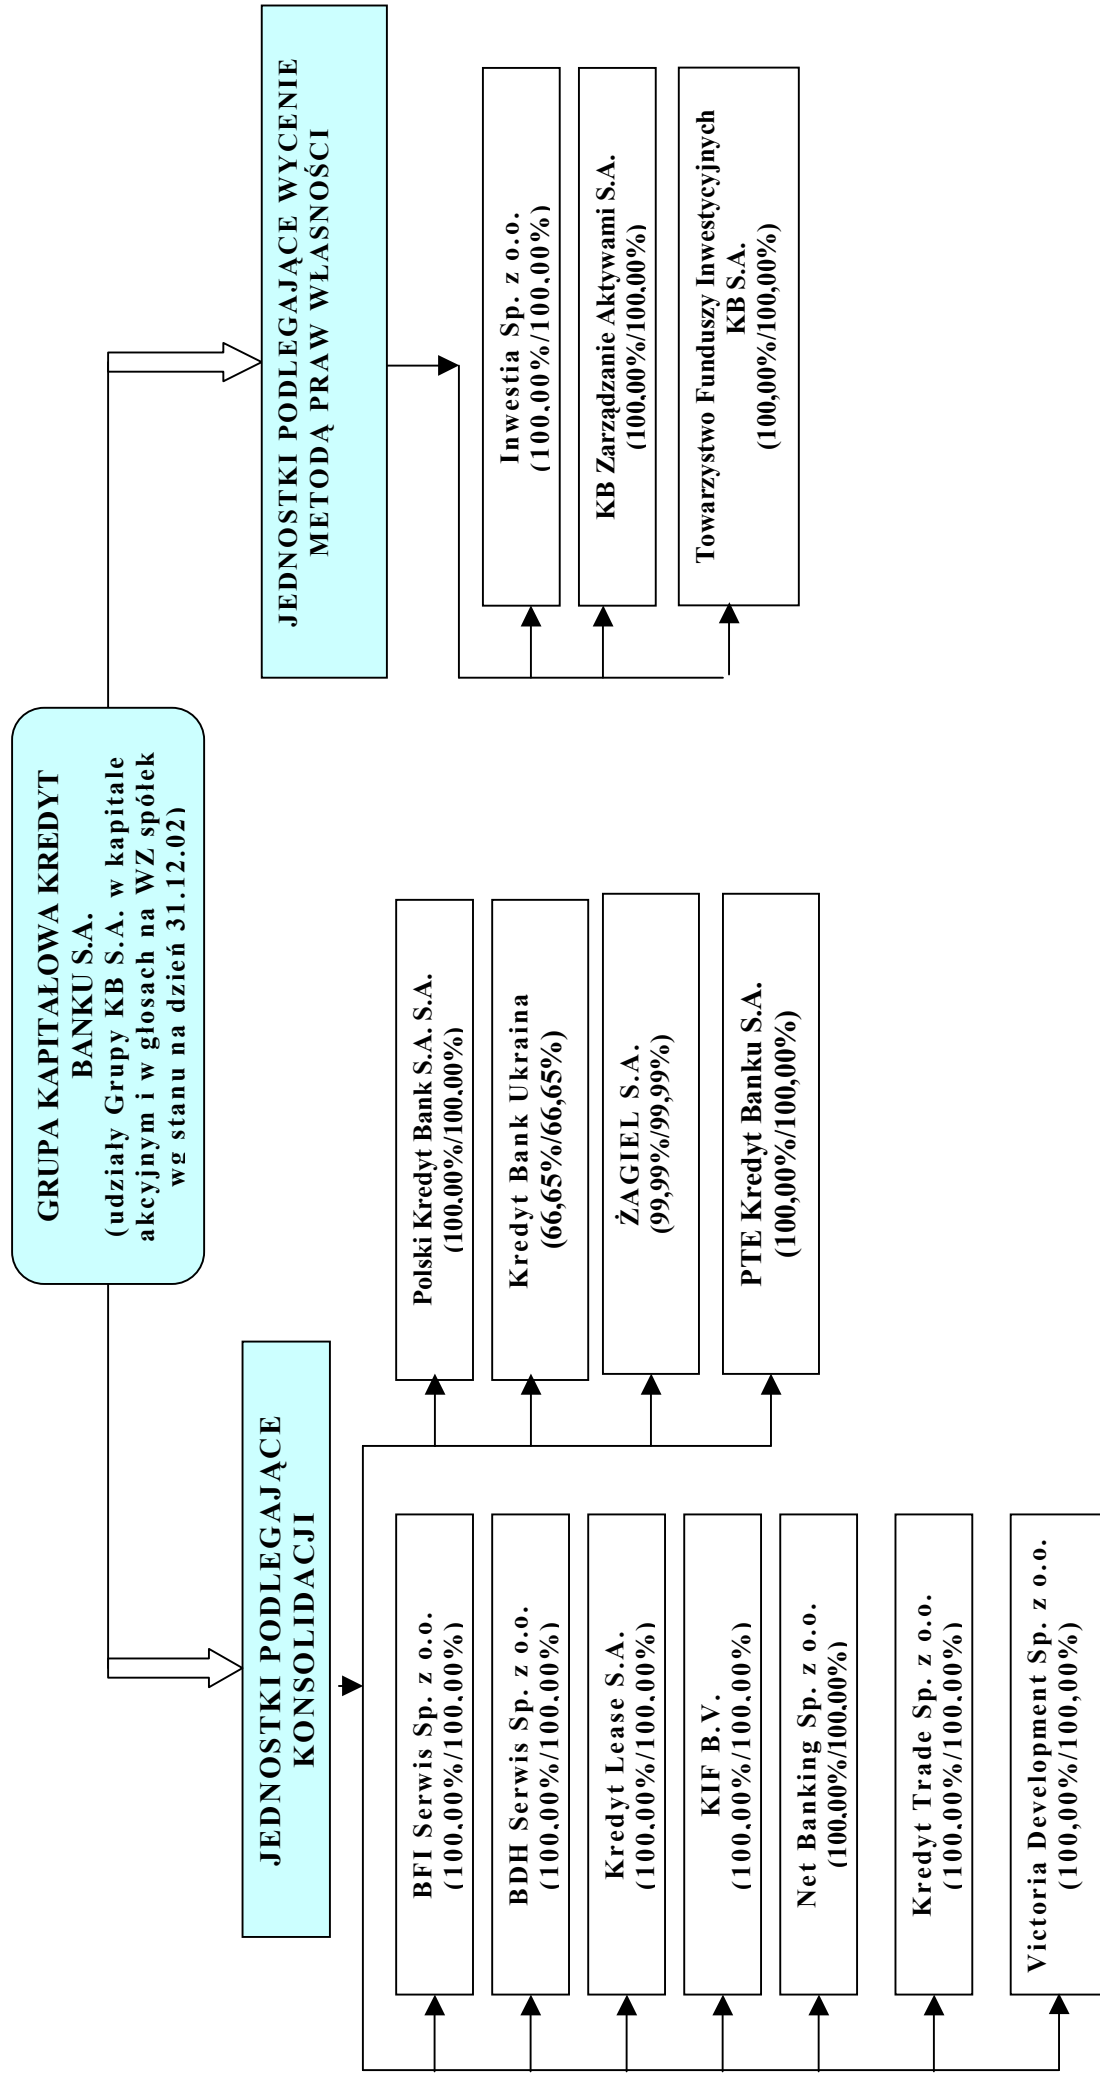 GRUPA KAPITAŁOWA KREDYT
BANKU S.A.
(udziały Grupy KB S.A. w kapitale
akcyjnym i w głosach na WZ spółek
wg stanu na dzień 31.12.02)
JEDNOSTKI PODLEGAJĄCE
KONSOLIDACJI
BFI Serwis Sp. z o.o.
(100,00%/100,00%)
BDH Serwis Sp. z o.o.
(100,00%/100,00%)
Kredyt Lease S.A.
(100,00%/100,00%)
KIF B.V.
(100,00%/100,00%)
Net Banking Sp. z o.o.
(100,00%/100,00%)
Kredyt Trade Sp. z o.o.
(100,00%/100,00%)
Victoria Development Sp. z o.o.
(100,00%/100,00%)
Polski Kredyt Bank S.A. S.A.
(100,00%/100,00%)
Kredyt Bank Ukraina
(66,65%/66,65%)
ŻAGIEL S.A.
(99,99%/99,99%)
PTE Kredyt Banku S.A.
(100,00%/100,00%)
JEDNOSTKI PODLEGAJĄCE WYCENIE
METODĄ PRAW WŁASNOŚCI
Inwestia Sp. z o.o.
(100,00%/100,00%)
KB Zarządzanie Aktywami S.A.
(100,00%/100,00%)
Towarzystwo Funduszy Inwestycyjnych
KB S.A.
(100,00%/100,00%)